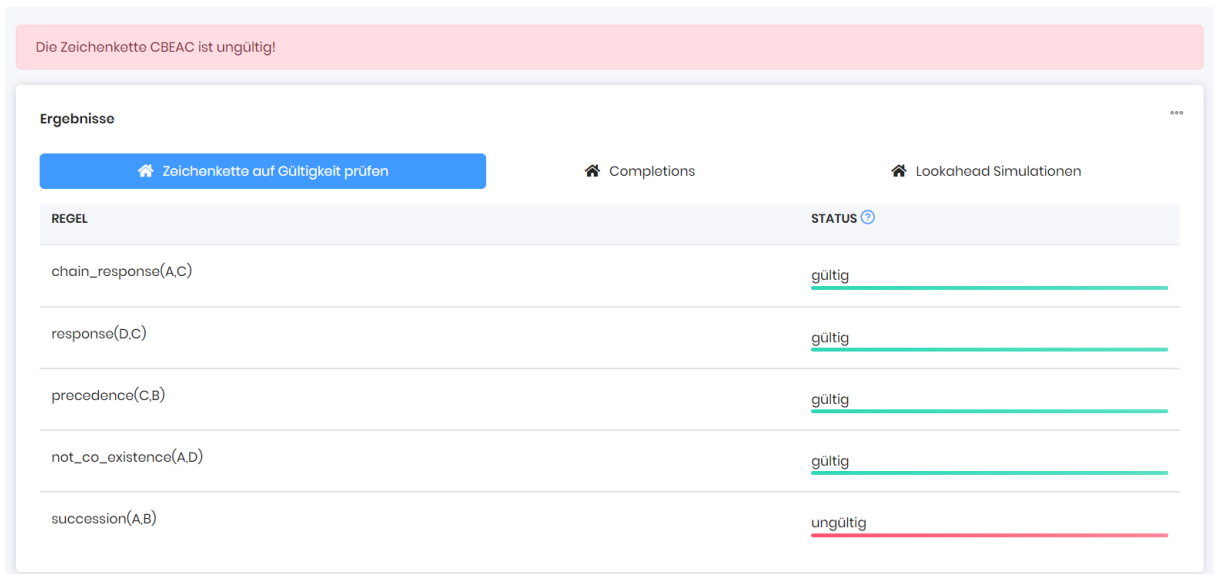 Die Zeichenkette CBEAC ist ungültig!
Ergebnisse
Zeichenkette auf Gültigkeit prüfen Completions Lookahead Simulationen
REGEL STATUS
chain_response(A,C) gültig
response(D,C) gültig
precedence(C,B) gültig
not_co_existence(A,D) gültig
succession(A,B) ungültig